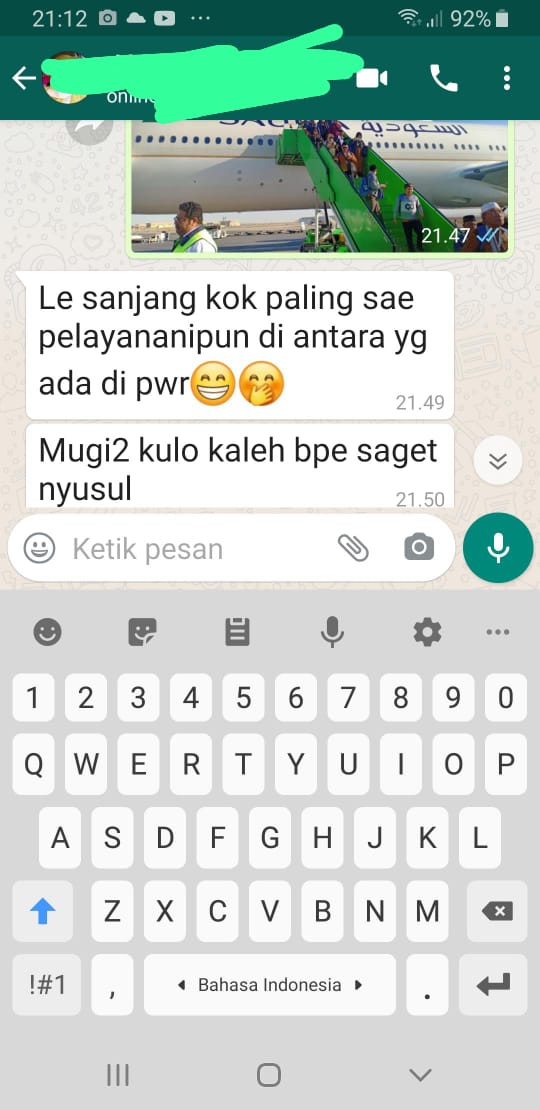 21:12
92%
السعودية
21.47
Le sanjang kok paling sae
pelayananipun di antara yg
ada di pwr😁🤭
21.49
Mugi2 kulo kaleh bpe saget
nyusul
21.50
Ketik pesan
1 2 3 4 5 6 7 8 9 0
Q W E R T Y U I O P
A S D F G H J K L
Z X C V B N M
!#1 , Bahasa Indonesia .